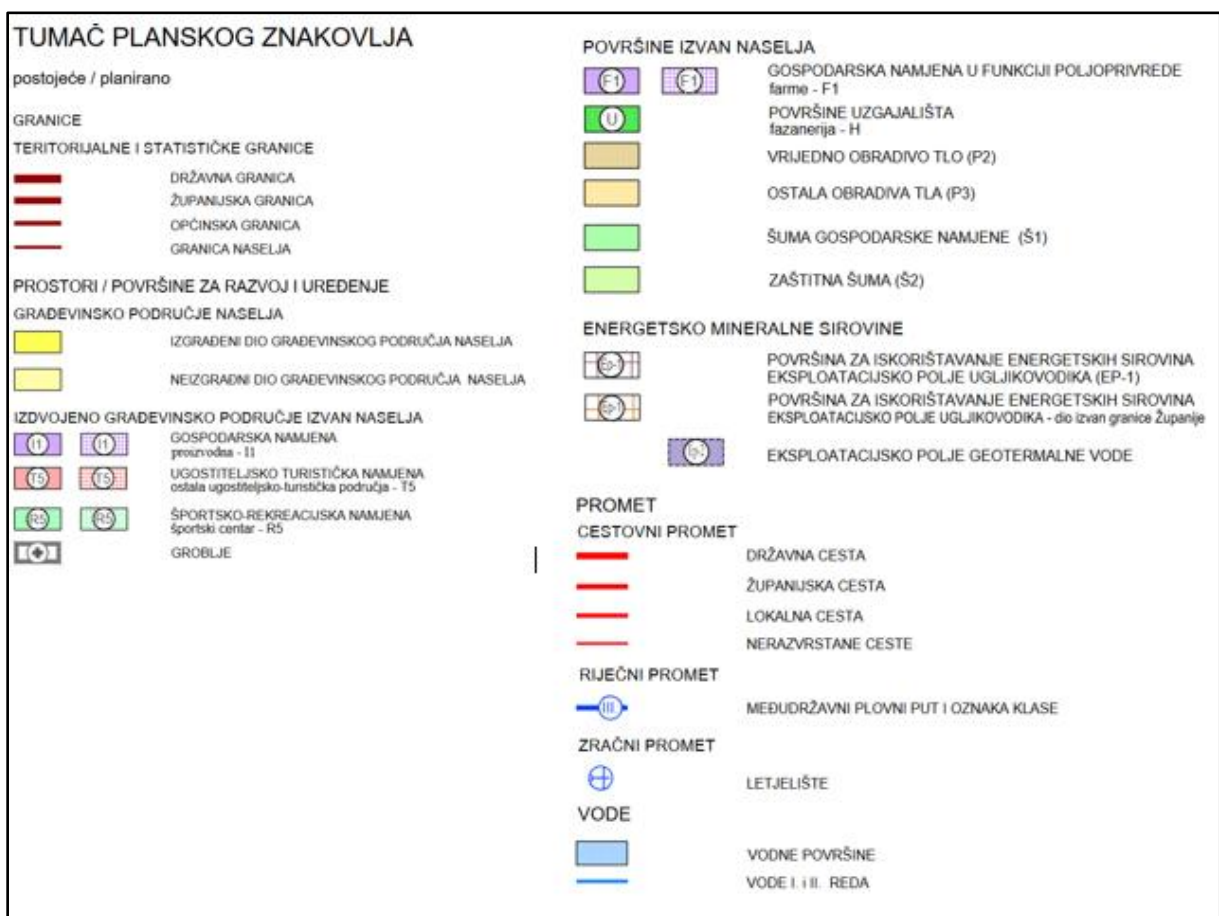 TUMAČ PLANSKOG ZNAKOVLJA
postojeće / planirano
GRANICE
TERITORIJALNE I STATISTIČKE GRANICE
DRŽAVNA GRANICA
ŽUPANIJSKA GRANICA
OPĆINSKA GRANICA
GRANICA NASELJA
PROSTORI / POVRŠINE ZA RAZVOJ I UREĐENJE
GRAĐEVINSKO PODRUČJE NASELJA
IZGRAĐENI DIO GRAĐEVINSKOG PODRUČJA NASELJA
NEIZGRADNI DIO GRAĐEVINSKOG PODRUČJA NASELJA
IZDVOJENO GRAĐEVINSKO PODRUČJE IZVAN NASELJA
I1 I1 GOSPODARSKA NAMJENA
proizvodna - I1
T5 T5 UGOSTITELJSKO TURISTIČKA NAMJENA
ostala ugostiteljsko-turistička područja - T5
R5 R5 ŠPORTSKO-REKREACIJSKA NAMJENA
športski centar - R5
GROBLJE
POVRŠINE IZVAN NASELJA
F1 F1 GOSPODARSKA NAMJENA U FUNKCIJI POLJOPRIVREDE
farme - F1
U POVRŠINE UZGAJALIŠTA
fazanerija - H
VRIJEDNO OBRADIVO TLO (P2)
OSTALA OBRADIVA TLA (P3)
ŠUMA GOSPODARSKE NAMJENE (Š1)
ZAŠTITNA ŠUMA (Š2)
ENERGETSKO MINERALNE SIROVINE
Ep-1 POVRŠINA ZA ISKORIŠTAVANJE ENERGETSKIH SIROVINA
EKSPLOATACIJSKO POLJE UGLJIKOVODIKA (EP-1)
Ep-1 POVRŠINA ZA ISKORIŠTAVANJE ENERGETSKIH SIROVINA
EKSPLOATACIJSKO POLJE UGLJIKOVODIKA - dio izvan granice Županije
EKSPLOATACIJSKO POLJE GEOTERMALNE VODE
PROMET
CESTOVNI PROMET
DRŽAVNA CESTA
ŽUPANIJSKA CESTA
LOKALNA CESTA
NERAZVRSTANE CESTE
RIJEČNI PROMET
III. MEĐUDRŽAVNI PLOVNI PUT I OZNAKA KLASE
ZRAČNI PROMET
LETJELIŠTE
VODE
VODNE POVRŠINE
VODE I. i II. REDA